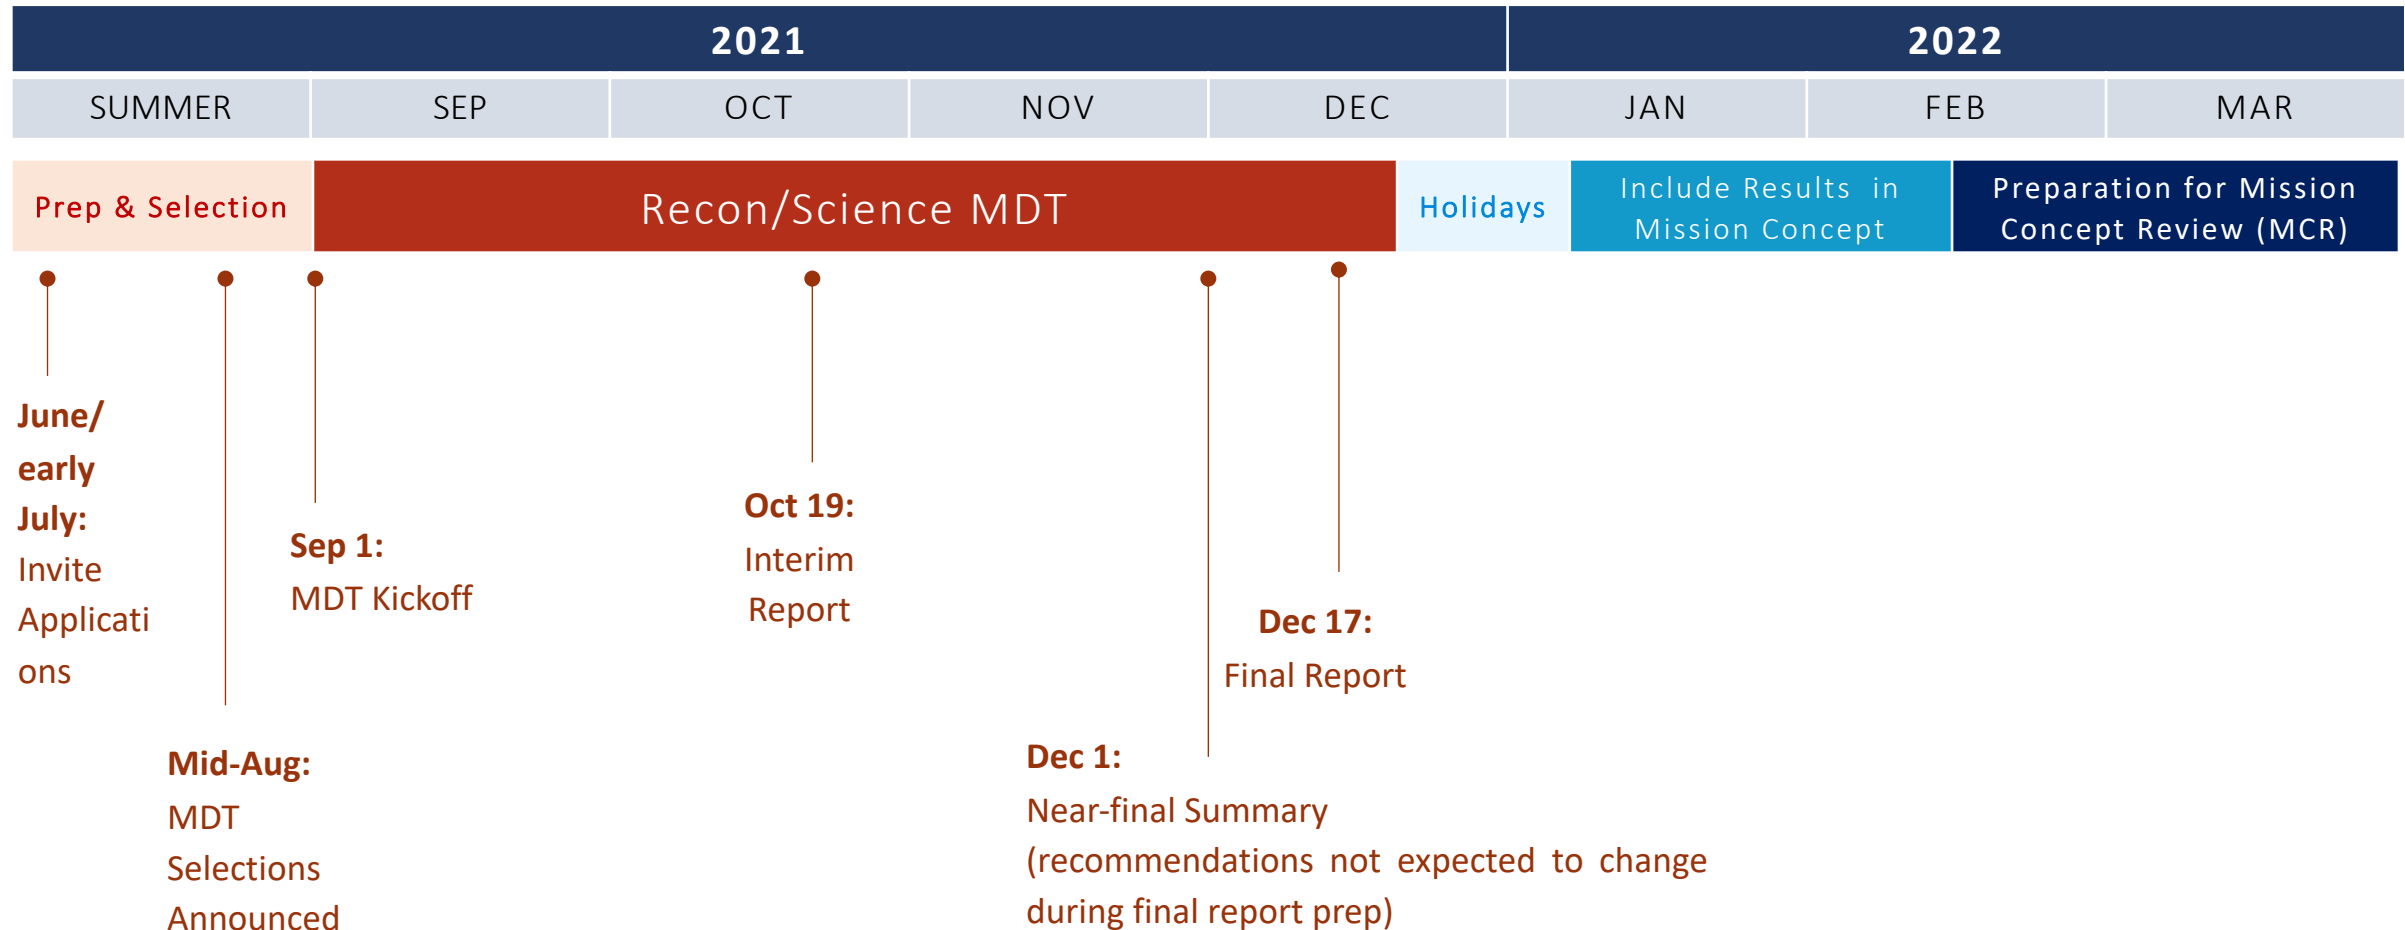 2021
2022
SUMMER
SEP
OCT
NOV
DEC
JAN
FEB
MAR
Prep & Selection
Recon/Science MDT
Holidays
Include Results in
Mission Concept
Preparation for Mission
Concept Review (MCR)
June/
early
July:
Invite
Applicati
ons
Mid-Aug:
MDT
Selections
Announced
Sep 1:
MDT Kickoff
Oct 19:
Interim
Report
Dec 1:
Near-final Summary
(recommendations not expected to change
during final report prep)
Dec 17:
Final Report